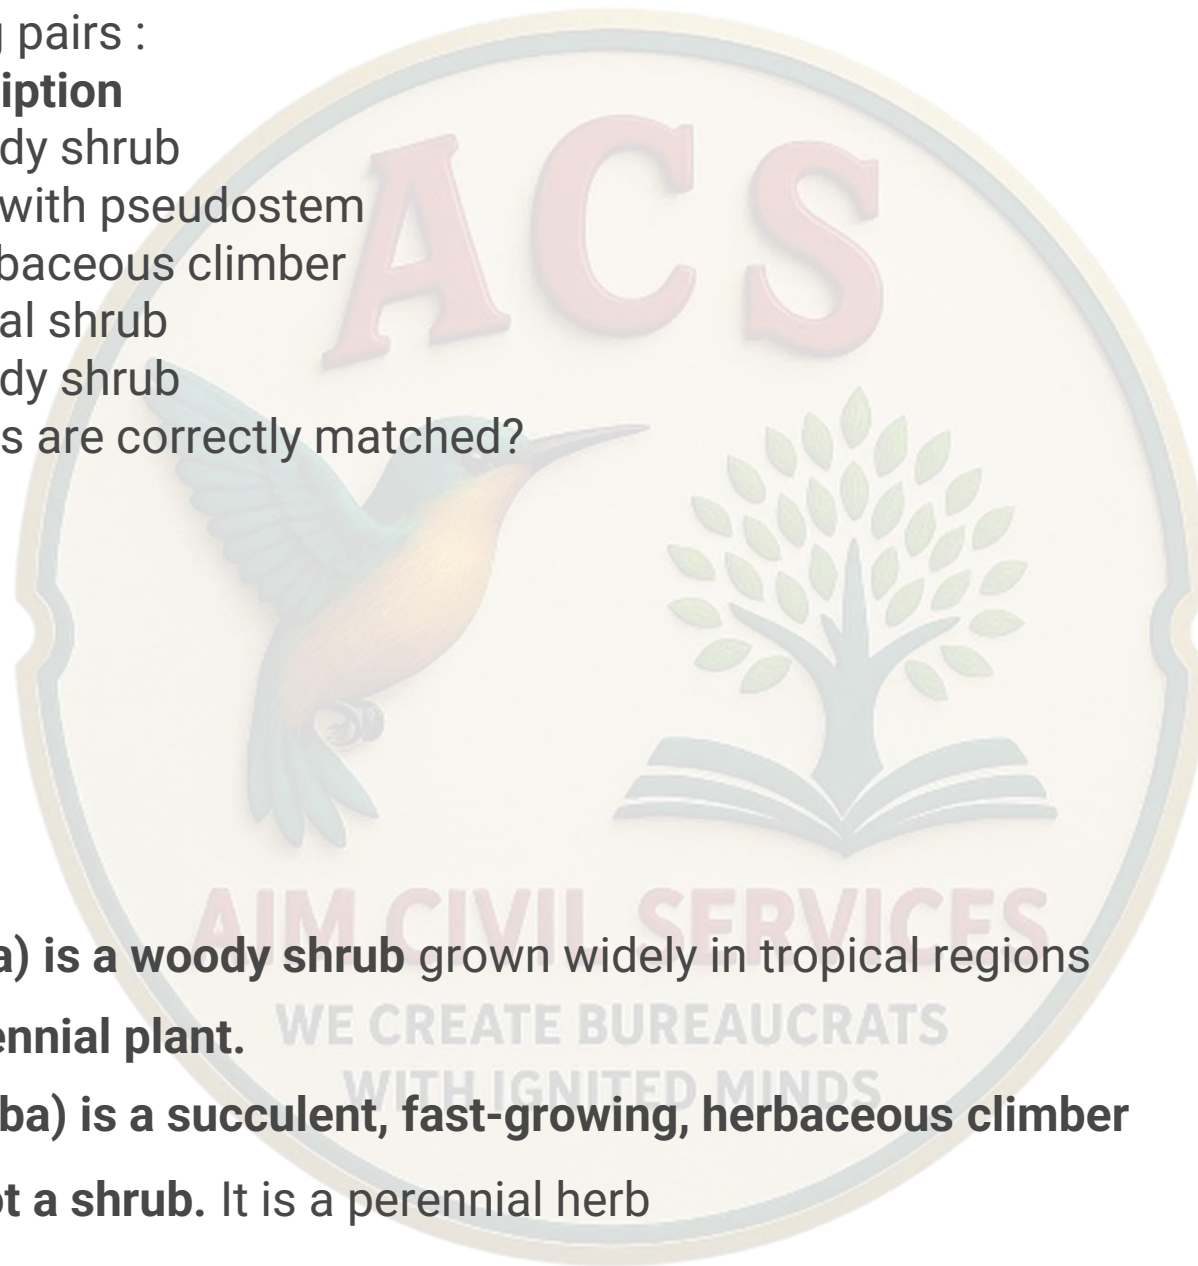 pairs :
iption
dy shrub
with pseudostem
baceous climber
al shrub
dy shrub
s are correctly matched?
ACS
AIM CIVIL SERVICES
a) is a woody shrub grown widely in tropical regions
WE CREATE BUREAUCRATS
ennial plant.
WITH IGNITED MINDS
ba) is a succulent, fast-growing, herbaceous climber
ot a shrub. It is a perennial herb